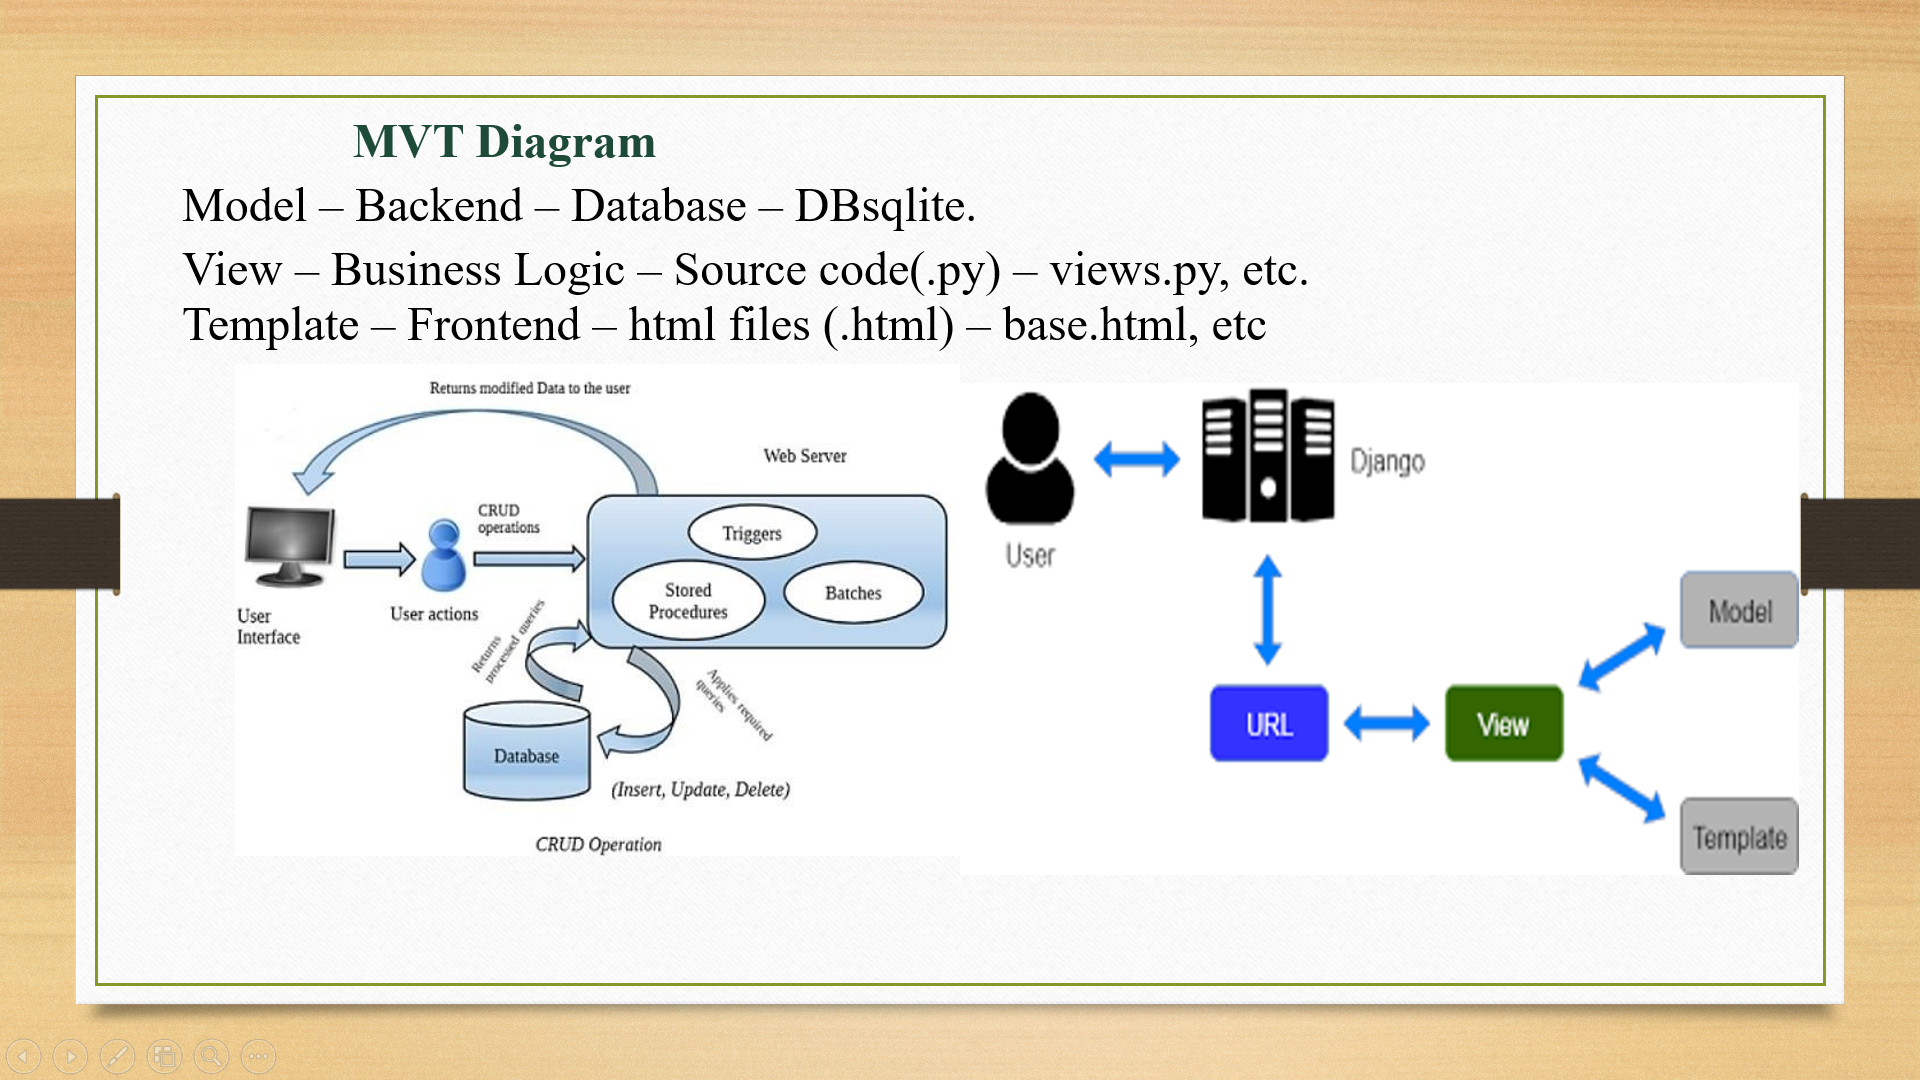 MVT Diagram
Model – Backend – Database – DBsqlite.
View – Business Logic – Source code(.py) – views.py, etc.
Template – Frontend – html files (.html) – base.html, etc
Returns modified Data to the user
Web Server
CRUD
operations
Triggers
Stored
Procedures
Batches
User
Interface
User actions
Returns
processed queries
Applies required
queries
Database
(Insert, Update, Delete)
CRUD Operation
Django
User
Model
URL
View
Template